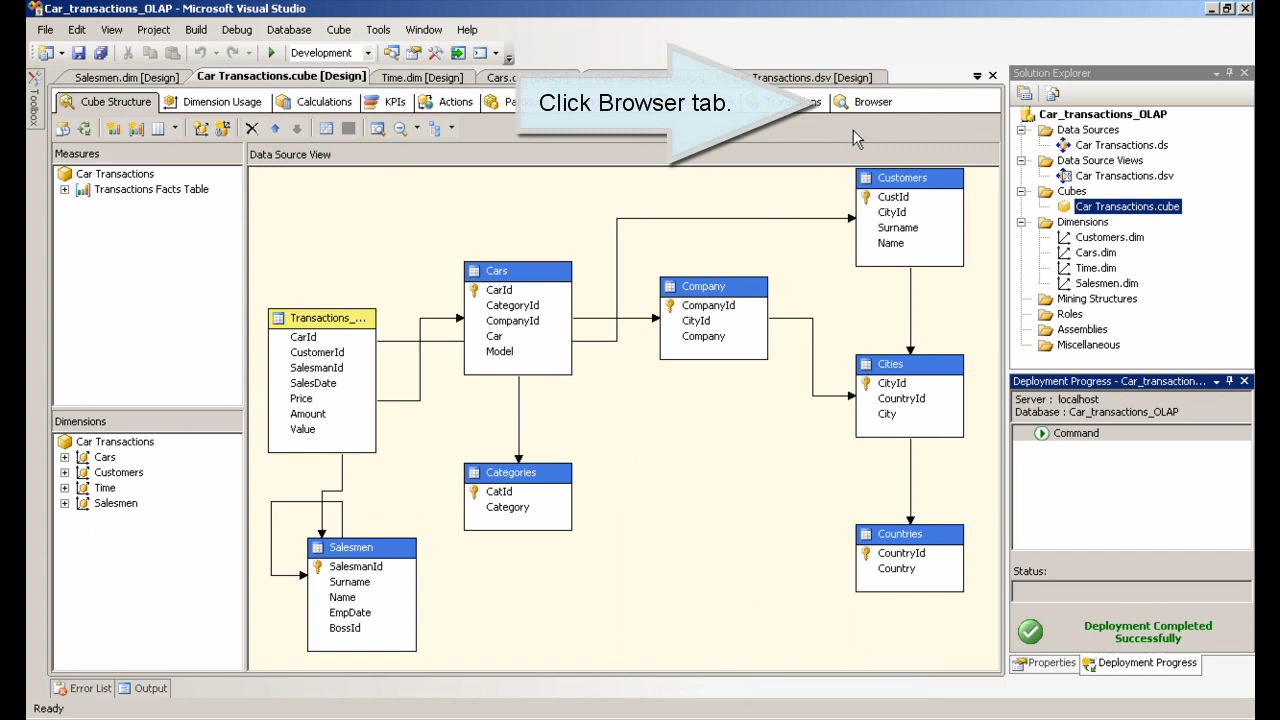 Car_transactions_OLAP - Microsoft Visual Studio
File Edit View Project Build Debug Database Cube Tools Window Help
Development
Salesmen.dim [Design] Car Transactions.cube [Design] Time.dim [Design] Cars. Transactions.dsv [Design]
Cube Structure Dimension Usage Calculations KPIs Actions Browser
Click Browser tab.
Toolbox
Measures
Car Transactions
Transactions Facts Table
Dimensions
Car Transactions
Cars
Customers
Time
Salesmen
Data Source View
Transactions_...
CarId
CustomerId
SalesmanId
SalesDate
Price
Amount
Value
Salesmen
SalesmanId
Surname
Name
EmpDate
BossId
Cars
CarId
CategoryId
CompanyId
Car
Model
Categories
CatId
Category
Company
CompanyId
CityId
Company
Customers
CustId
CityId
Surname
Name
Cities
CityId
CountryId
City
Countries
CountryId
Country
Solution Explorer
Car_transactions_OLAP
Data Sources
Car Transactions.ds
Data Source Views
Car Transactions.dsv
Cubes
Car Transactions.cube
Dimensions
Customers.dim
Cars.dim
Time.dim
Salesmen.dim
Mining Structures
Roles
Assemblies
Miscellaneous
Deployment Progress - Car_transaction...
Server : localhost
Database : Car_transactions_OLAP
Command
Status:
Deployment Completed
Successfully
Properties Deployment Progress
Error List Output
Ready